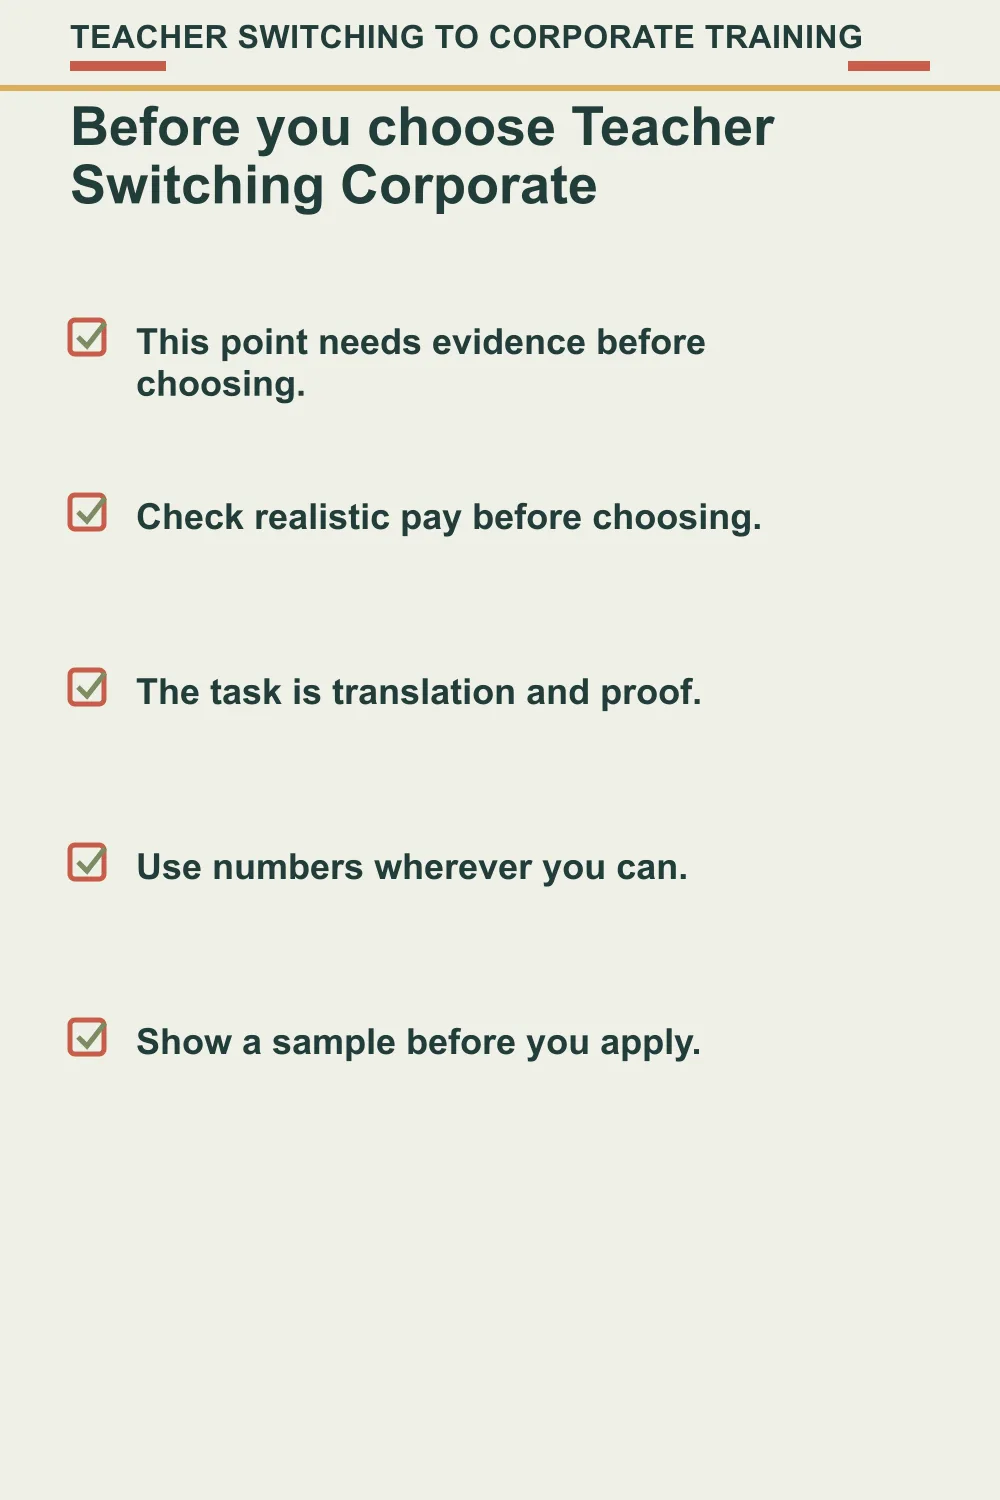 TEACHER SWITCHING TO CORPORATE TRAINING
Before you choose Teacher
Switching Corporate
This point needs evidence before
choosing.
Check realistic pay before choosing.
The task is translation and proof.
Use numbers wherever you can.
Show a sample before you apply.